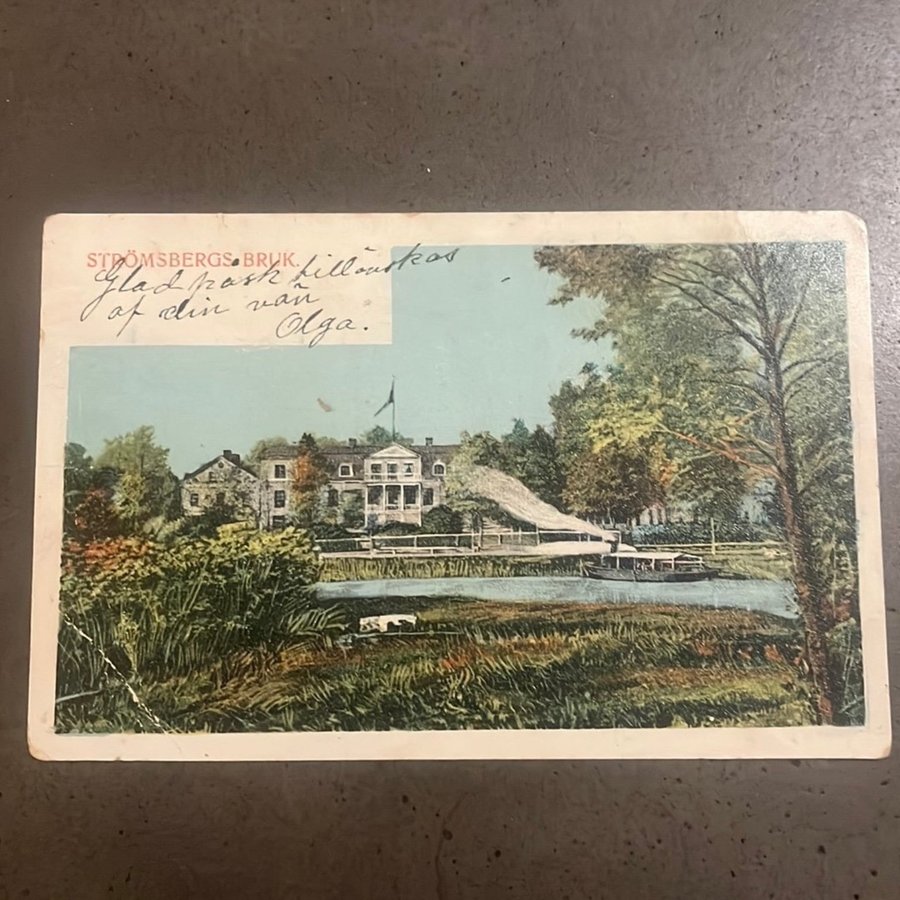 STRÖMSBERGS BRUK.
Glad påsk tillönskas
af din vän
Olga.